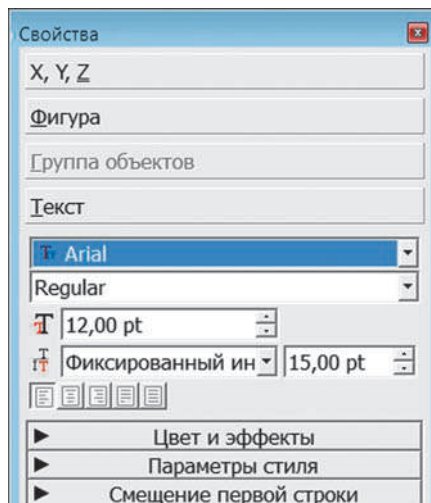 Свойства
X, Y, Z
Фигура
Группа объектов
Текст
Arial
Regular
12,00 pt
Фиксированный ин 15,00 pt
Цвет и эффекты
Параметры стиля
Смещение первой строки